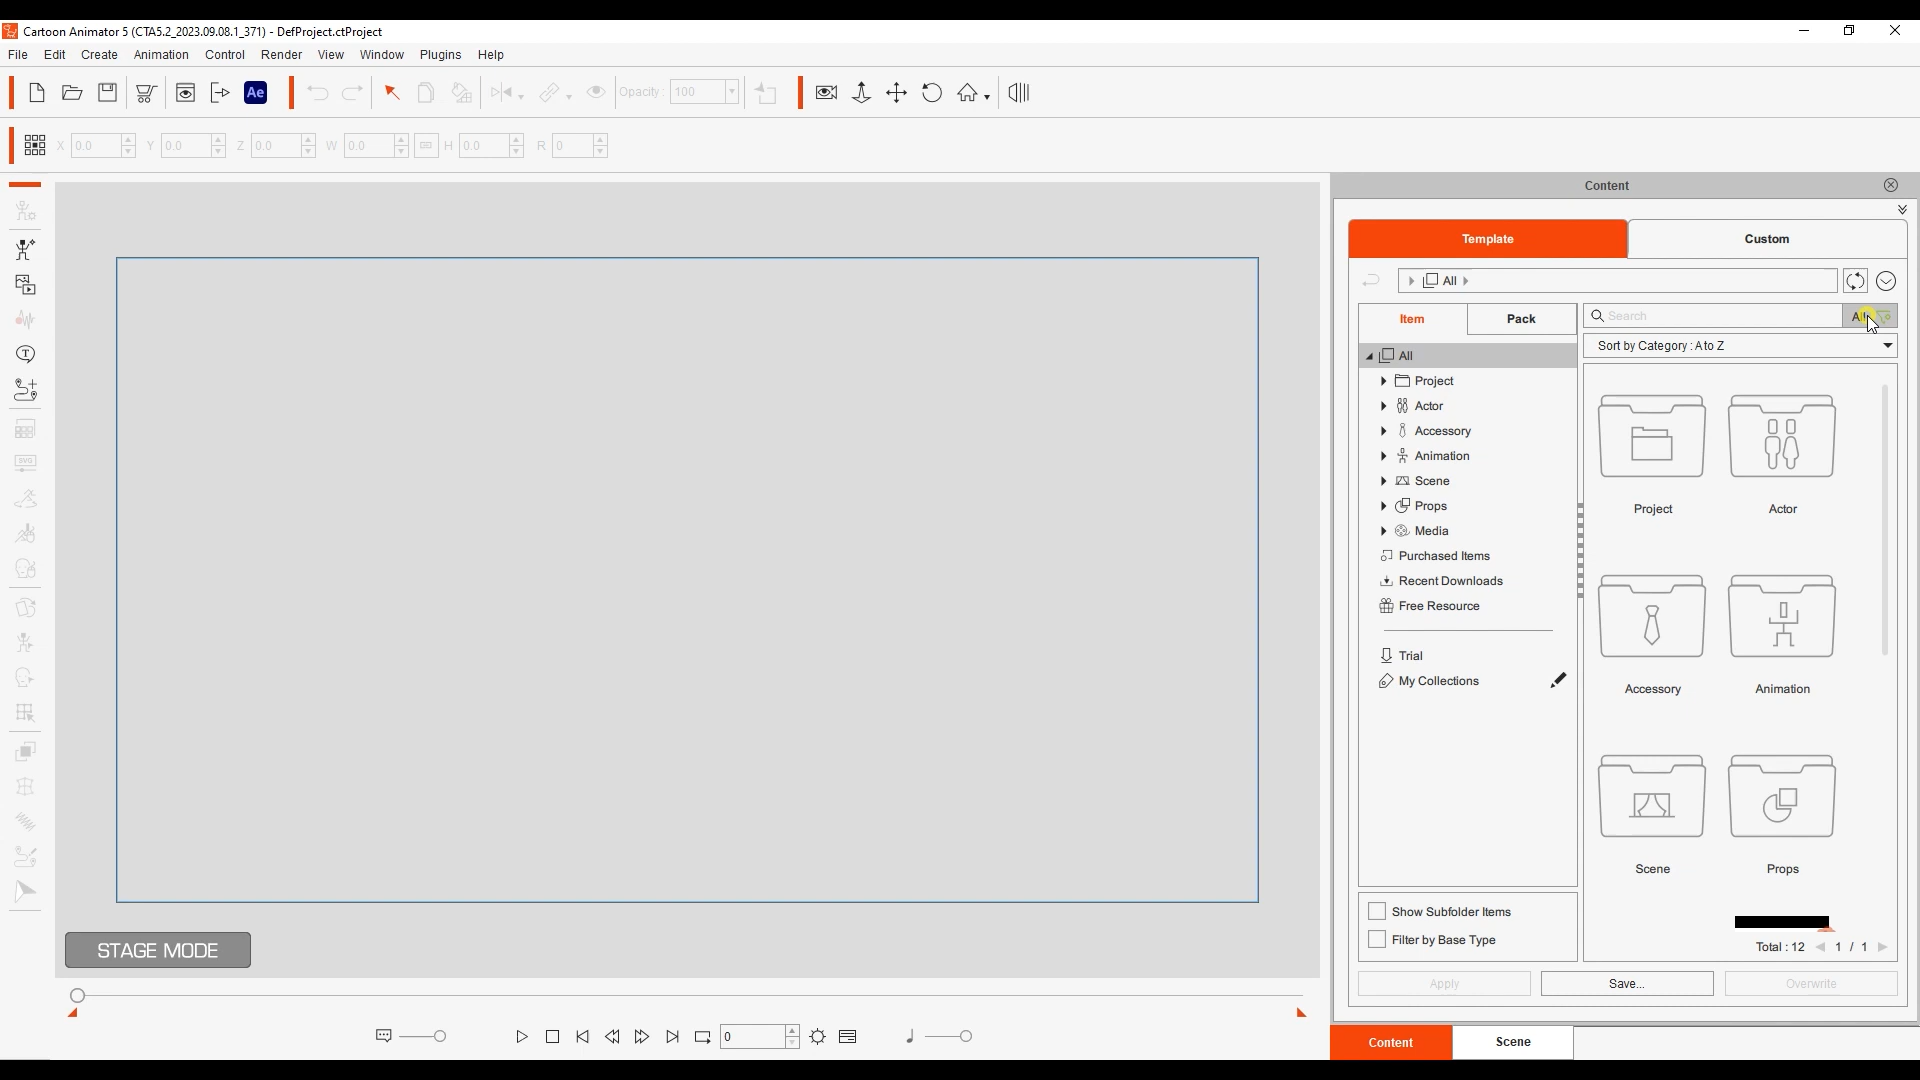 Cartoon Animator 5 (CTA5.2_2023.09.08.1_371) - DefProject.ctProject
File Edit Create Animation Control Render View Window Plugins Help
Ae Opacity : 100
X 0.0 Y 0.0 Z 0.0 W 0.0 H 0.0 R 0
Content
Template Custom
All
Item Pack Search All
Sort by Category : A to Z
All
Project
Actor
Accessory
Animation
Scene
Props
Media
Purchased Items
Recent Downloads
Free Resource
Trial
My Collections
Project Actor
Accessory Animation
Scene Props
SVG
Show Subfolder Items
Filter by Base Type
Total : 12 1 / 1
Apply Save... Overwrite
STAGE MODE
0
Content Scene